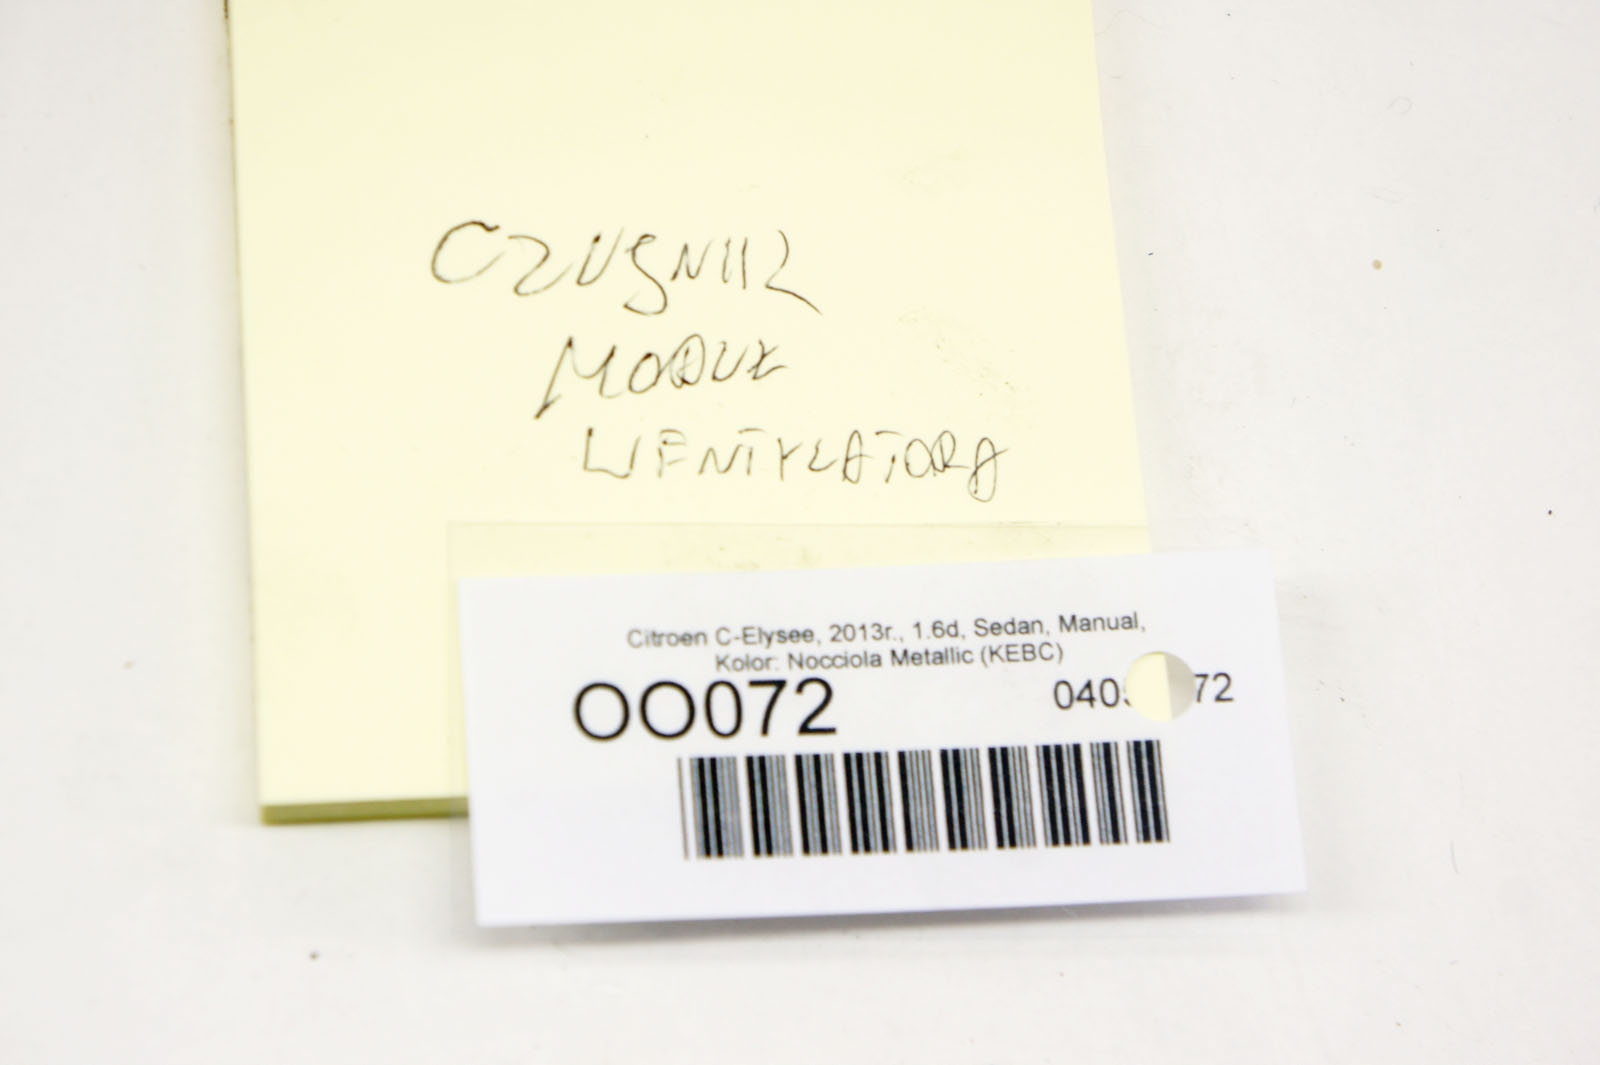 CZUJNIK
MODUŁ
WENTYLATORA
Citroen C-Elysee, 2013r., 1.6d, Sedan, Manual,
Kolor: Nocciola Metallic (KEBC)
OO072